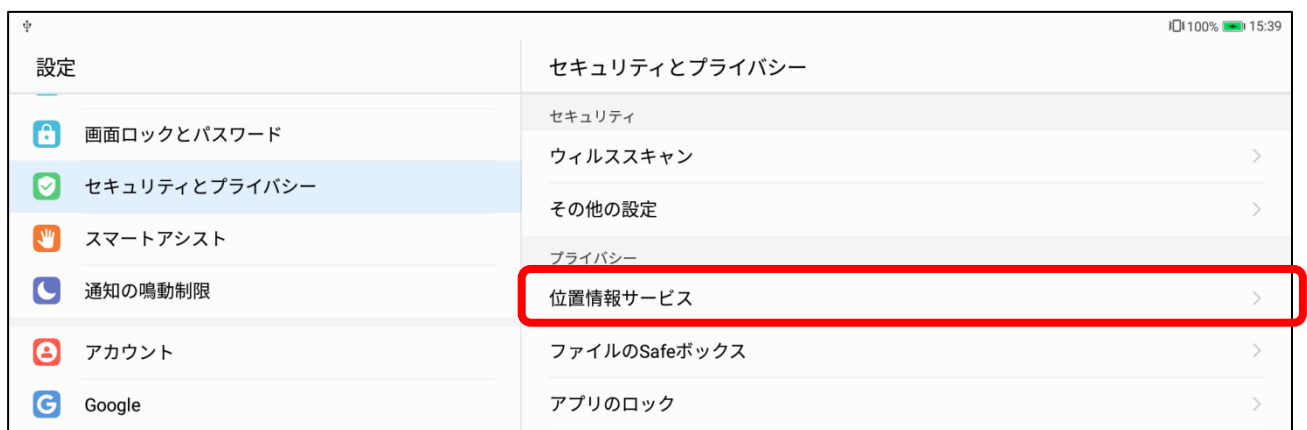 100% 15:39
設定
画面ロックとパスワード
セキュリティとプライバシー
スマートアシスト
通知の鳴動制限
アカウント
Google
セキュリティとプライバシー
セキュリティ
ウィルススキャン
その他の設定
プライバシー
位置情報サービス
ファイルのSafeボックス
アプリのロック